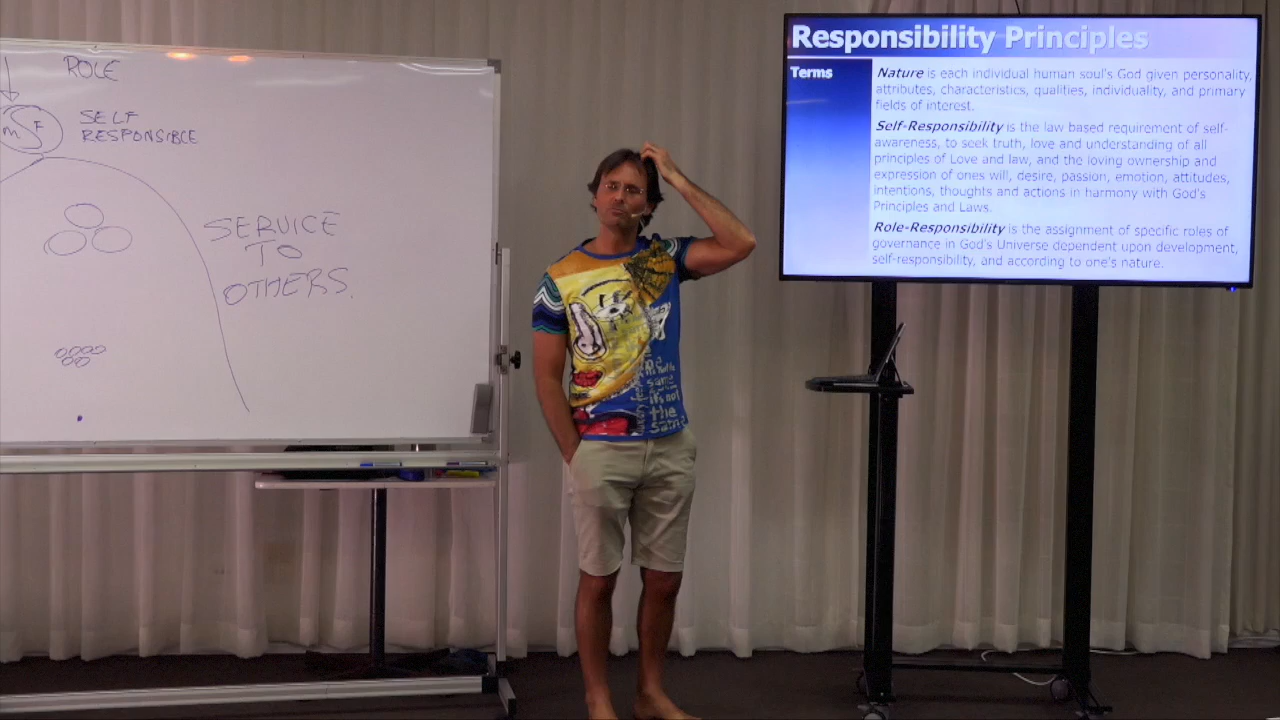 ROLE
m F
SELF
RESPONSIBLE
SERVICE
TO
OTHERS.
same
it's not
the
same
Responsibility Principles
Terms
Nature is each individual human soul's God given personality,
attributes, characteristics, qualities, individuality, and primary
fields of interest.
Self-Responsibility is the law based requirement of self-
awareness, to seek truth, love and understanding of all
principles of Love and law, and the loving ownership and
expression of ones will, desire, passion, emotion, attitudes,
intentions, thoughts and actions in harmony with God's
Principles and Laws.
Role-Responsibility is the assignment of specific roles of
governance in God's Universe dependent upon development,
self-responsibility, and according to one's nature.